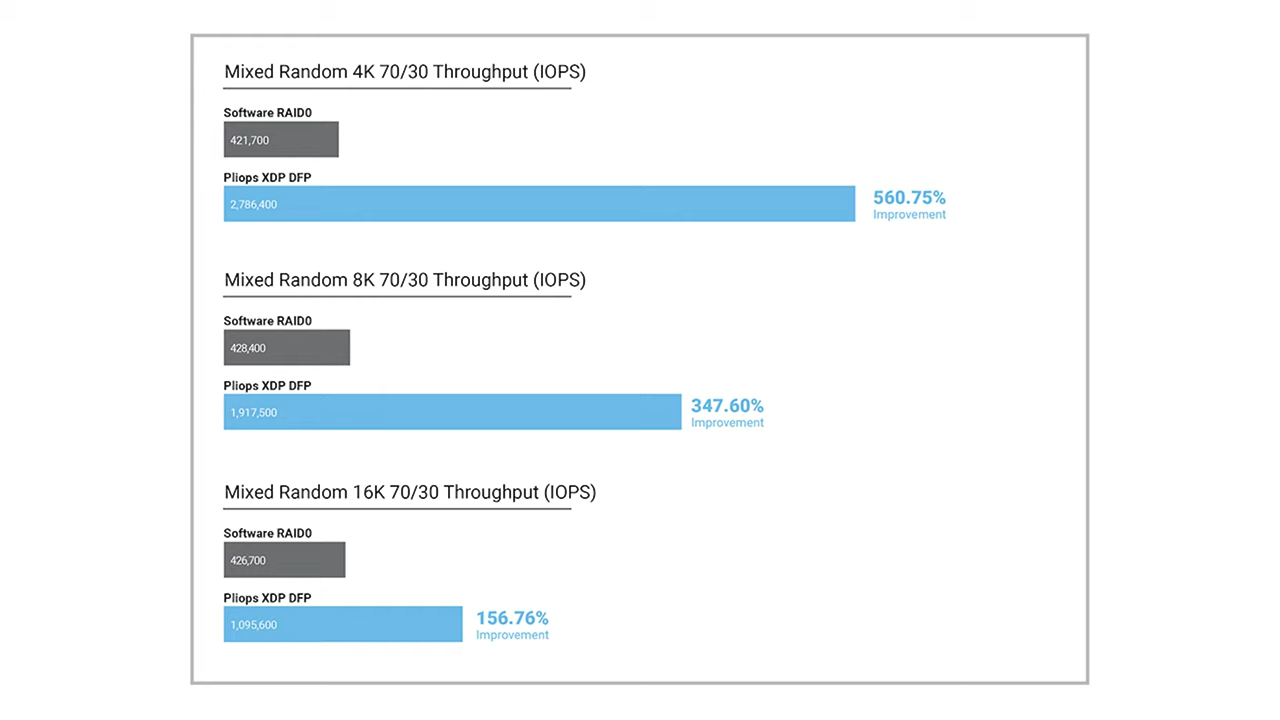 Mixed Random 4K 70/30 Throughput (IOPS)
Software RAID0
421,700
Pliops XDP DFP
2,786,400
560.75%
Improvement
Mixed Random 8K 70/30 Throughput (IOPS)
Software RAID0
428,400
Pliops XDP DFP
1,917,500
347.60%
Improvement
Mixed Random 16K 70/30 Throughput (IOPS)
Software RAID0
426,700
Pliops XDP DFP
1,095,600
156.76%
Improvement